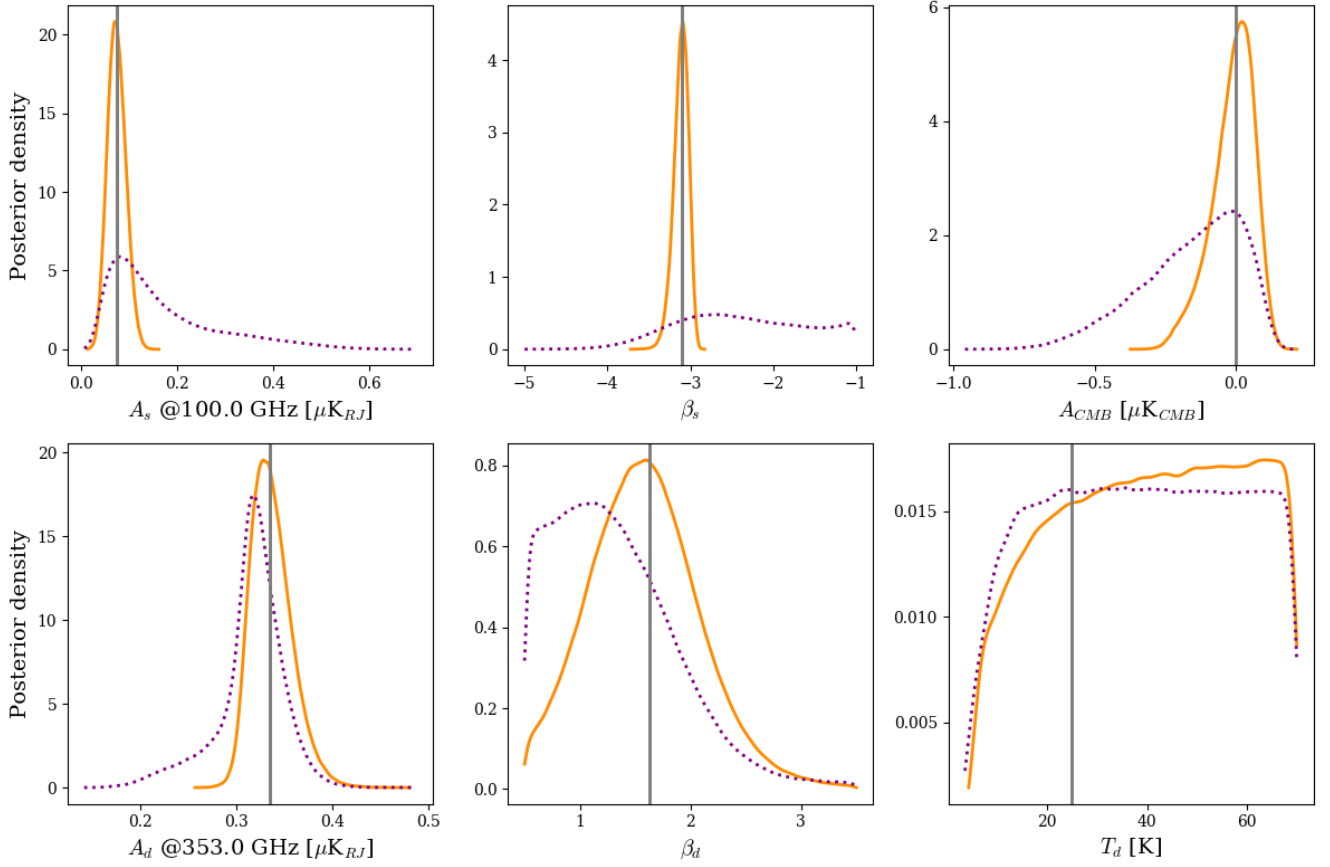 Posterior density
20
15
10
5
0
0.0 0.2 0.4 0.6
A_s @100.0 GHz [μK_RJ]
4
3
2
1
0
−5 −4 −3 −2 −1
β_s
6
4
2
0
−1.0 −0.5 0.0
A_CMB [μK_CMB]
Posterior density
20
15
10
5
0
0.2 0.3 0.4 0.5
A_d @353.0 GHz [μK_RJ]
0.8
0.6
0.4
0.2
0.0
1 2 3
β_d
0.015
0.010
0.005
20 40 60
T_d [K]